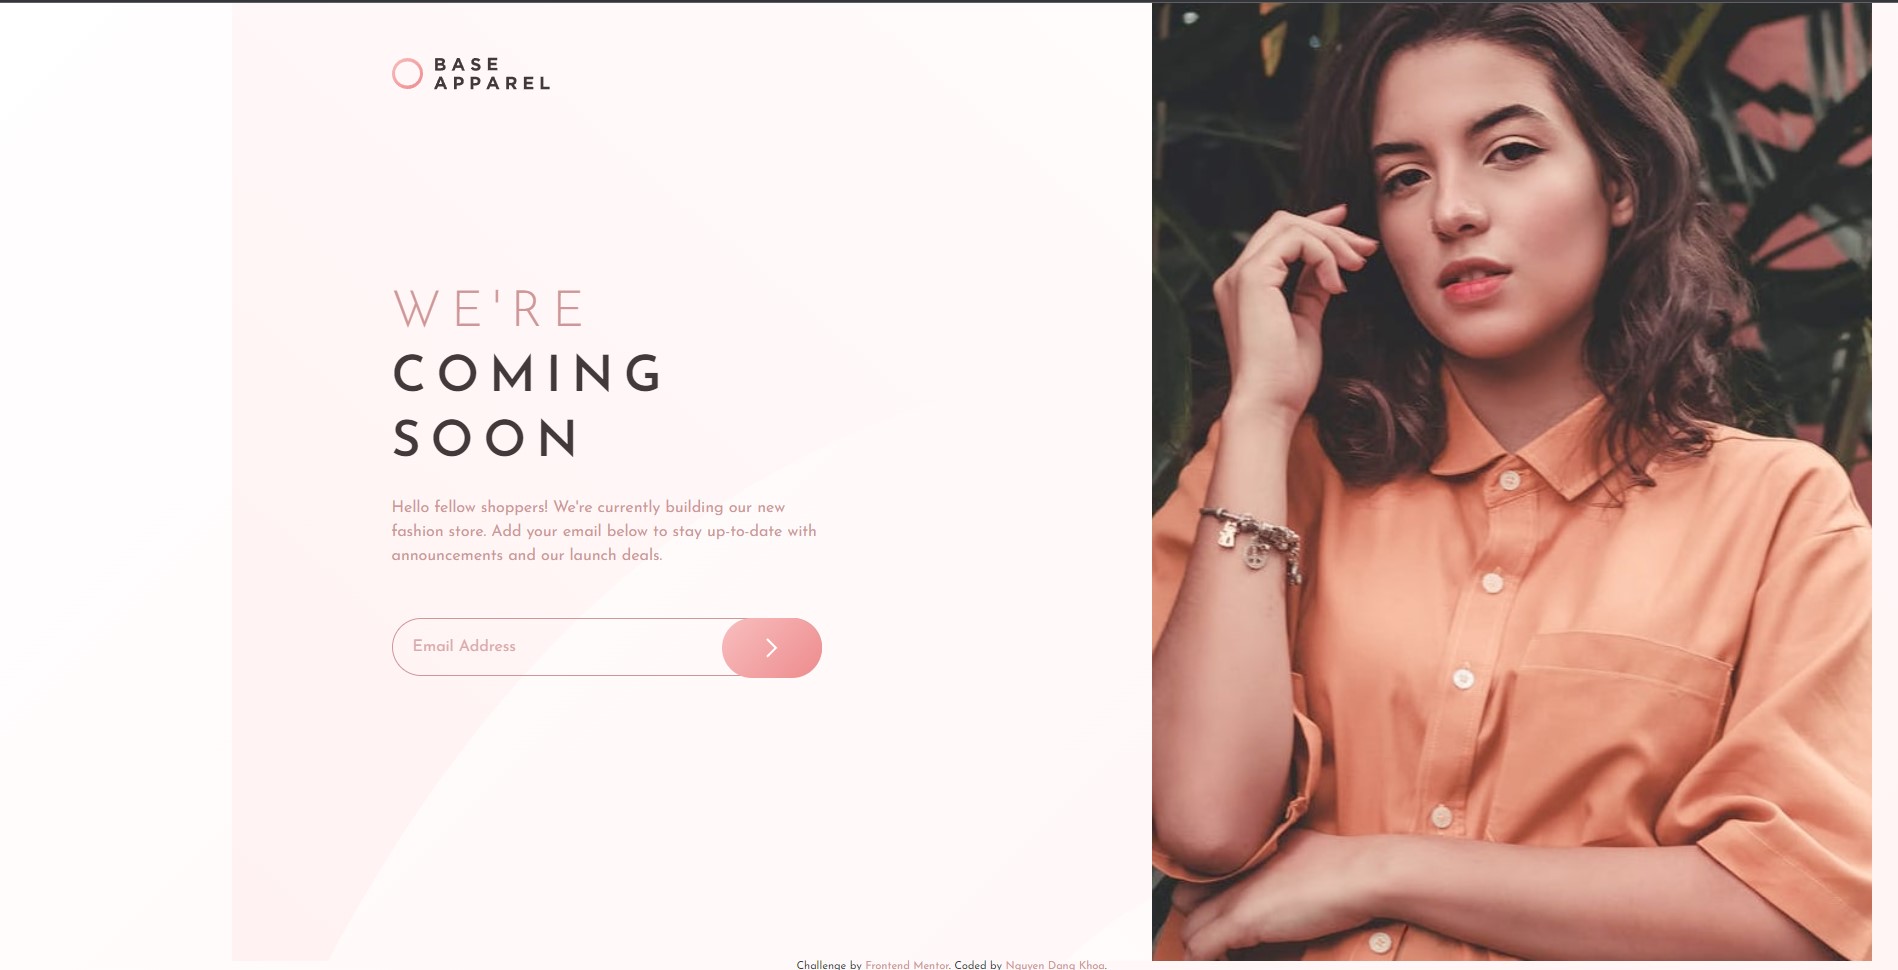 BASE
APPAREL
WE'RE
COMING
SOON
Hello fellow shoppers! We're currently building our new
fashion store. Add your email below to stay up-to-date with
announcements and our launch deals.
Email Address
Challenge by Frontend Mentor. Coded by Nguyen Dang Khoa.